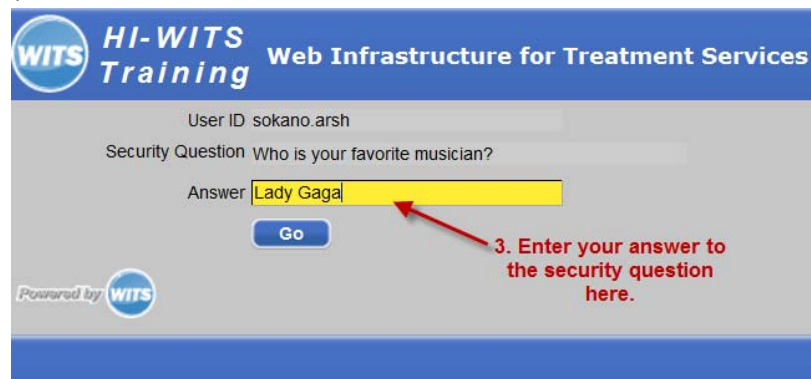 WITS
HI-WITS
Training
Web Infrastructure for Treatment Services
User ID sokano.arsh
Security Question Who is your favorite musician?
Answer Lady Gaga
Go
3. Enter your answer to
the security question
here.
Powered by WITS